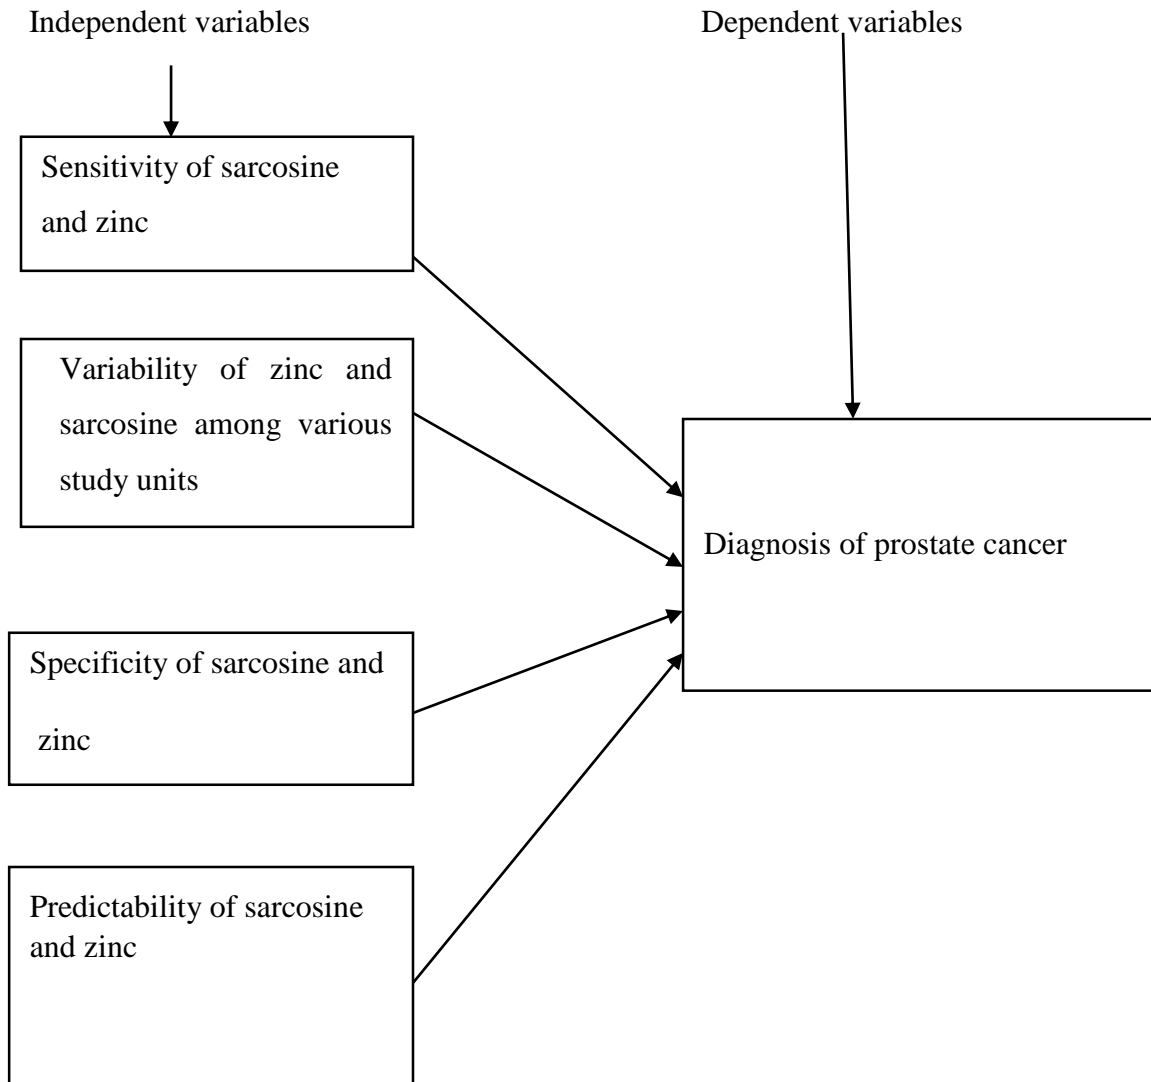 Independent variables
Dependent variables
Sensitivity of sarcosine
and zinc
Variability of zinc and
sarcosine among various
study units
Diagnosis of prostate cancer
Specificity of sarcosine and
zinc
Predictability of sarcosine
and zinc